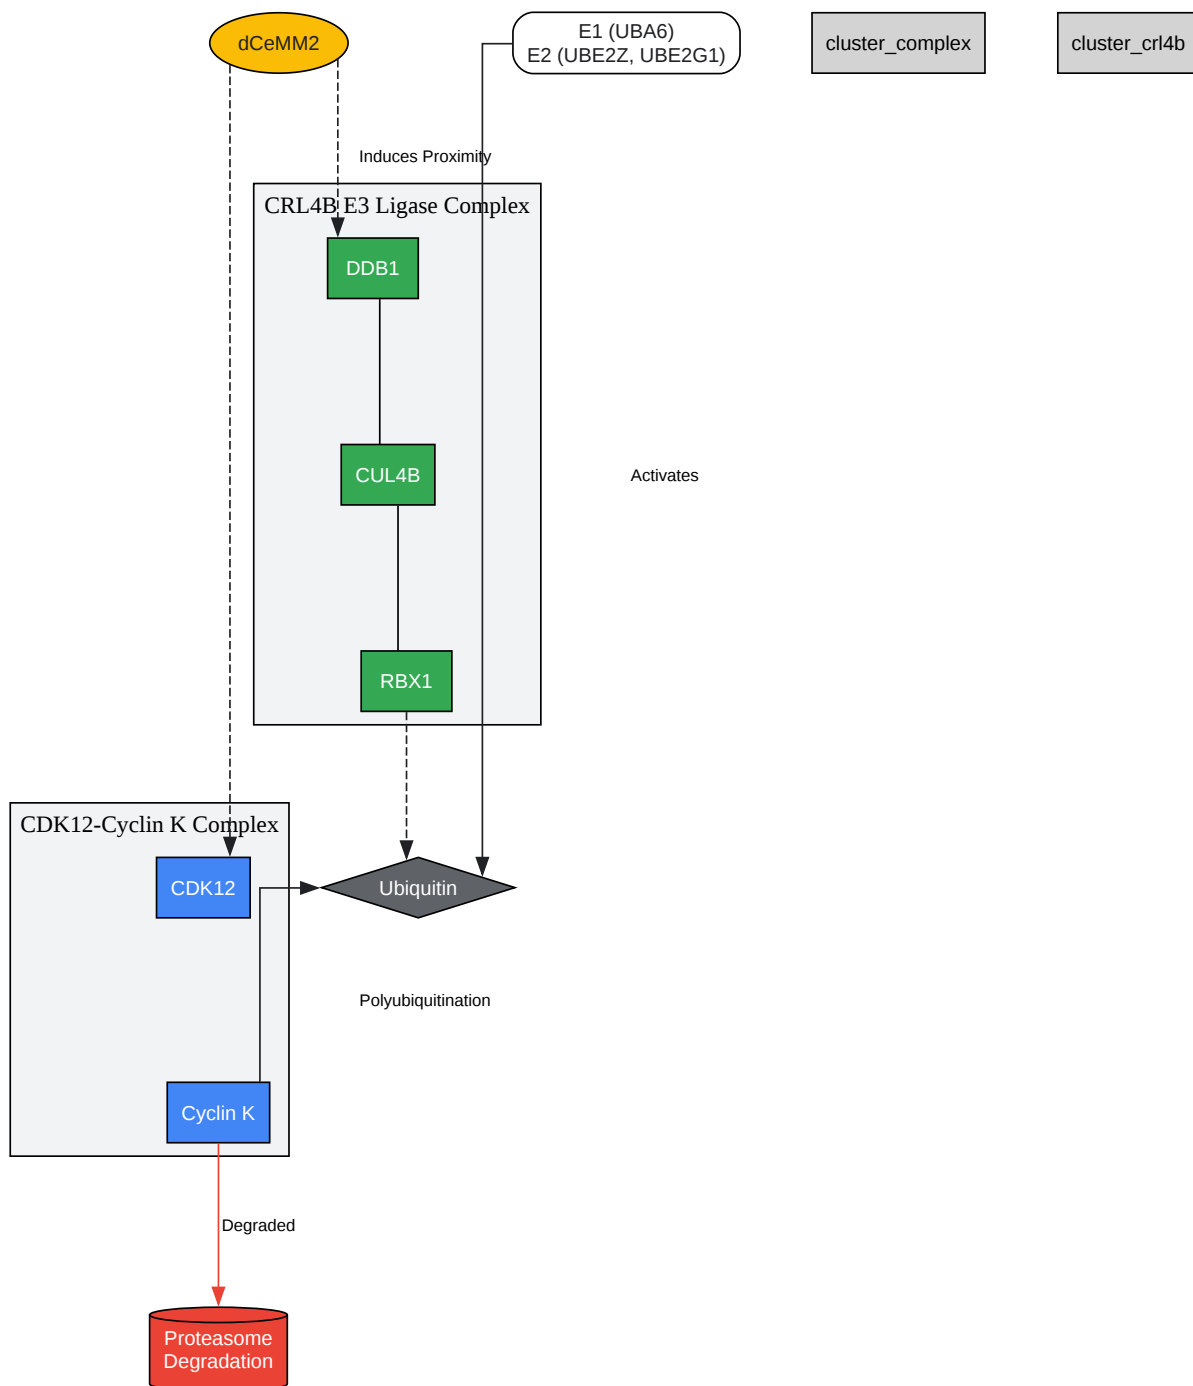 dCeMM2
E1 (UBA6)
E2 (UBE2Z, UBE2G1)
cluster_complex
cluster_crl4b
Induces Proximity
CRL4B E3 Ligase Complex
DDB1
CUL4B
Activates
RBX1
CDK12-Cyclin K Complex
CDK12
Ubiquitin
Polyubiquitination
Cyclin K
Degraded
Proteasome
Degradation